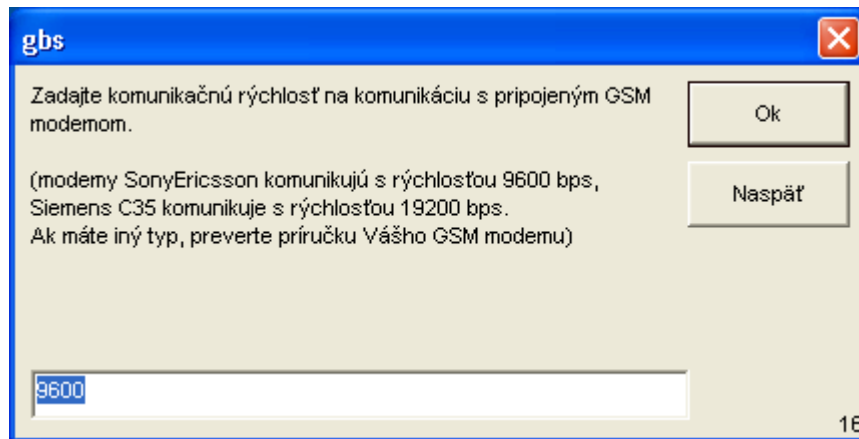 gbs
Zadajte komunikačnú rýchlosť na komunikáciu s pripojeným GSM
modemom.
Ok
(modemy SonyEricsson komunikujú s rýchlosťou 9600 bps,
Siemens C35 komunikuje s rýchlosťou 19200 bps.
Ak máte iný typ, preverte príručku Vášho GSM modemu)
Naspäť
9600